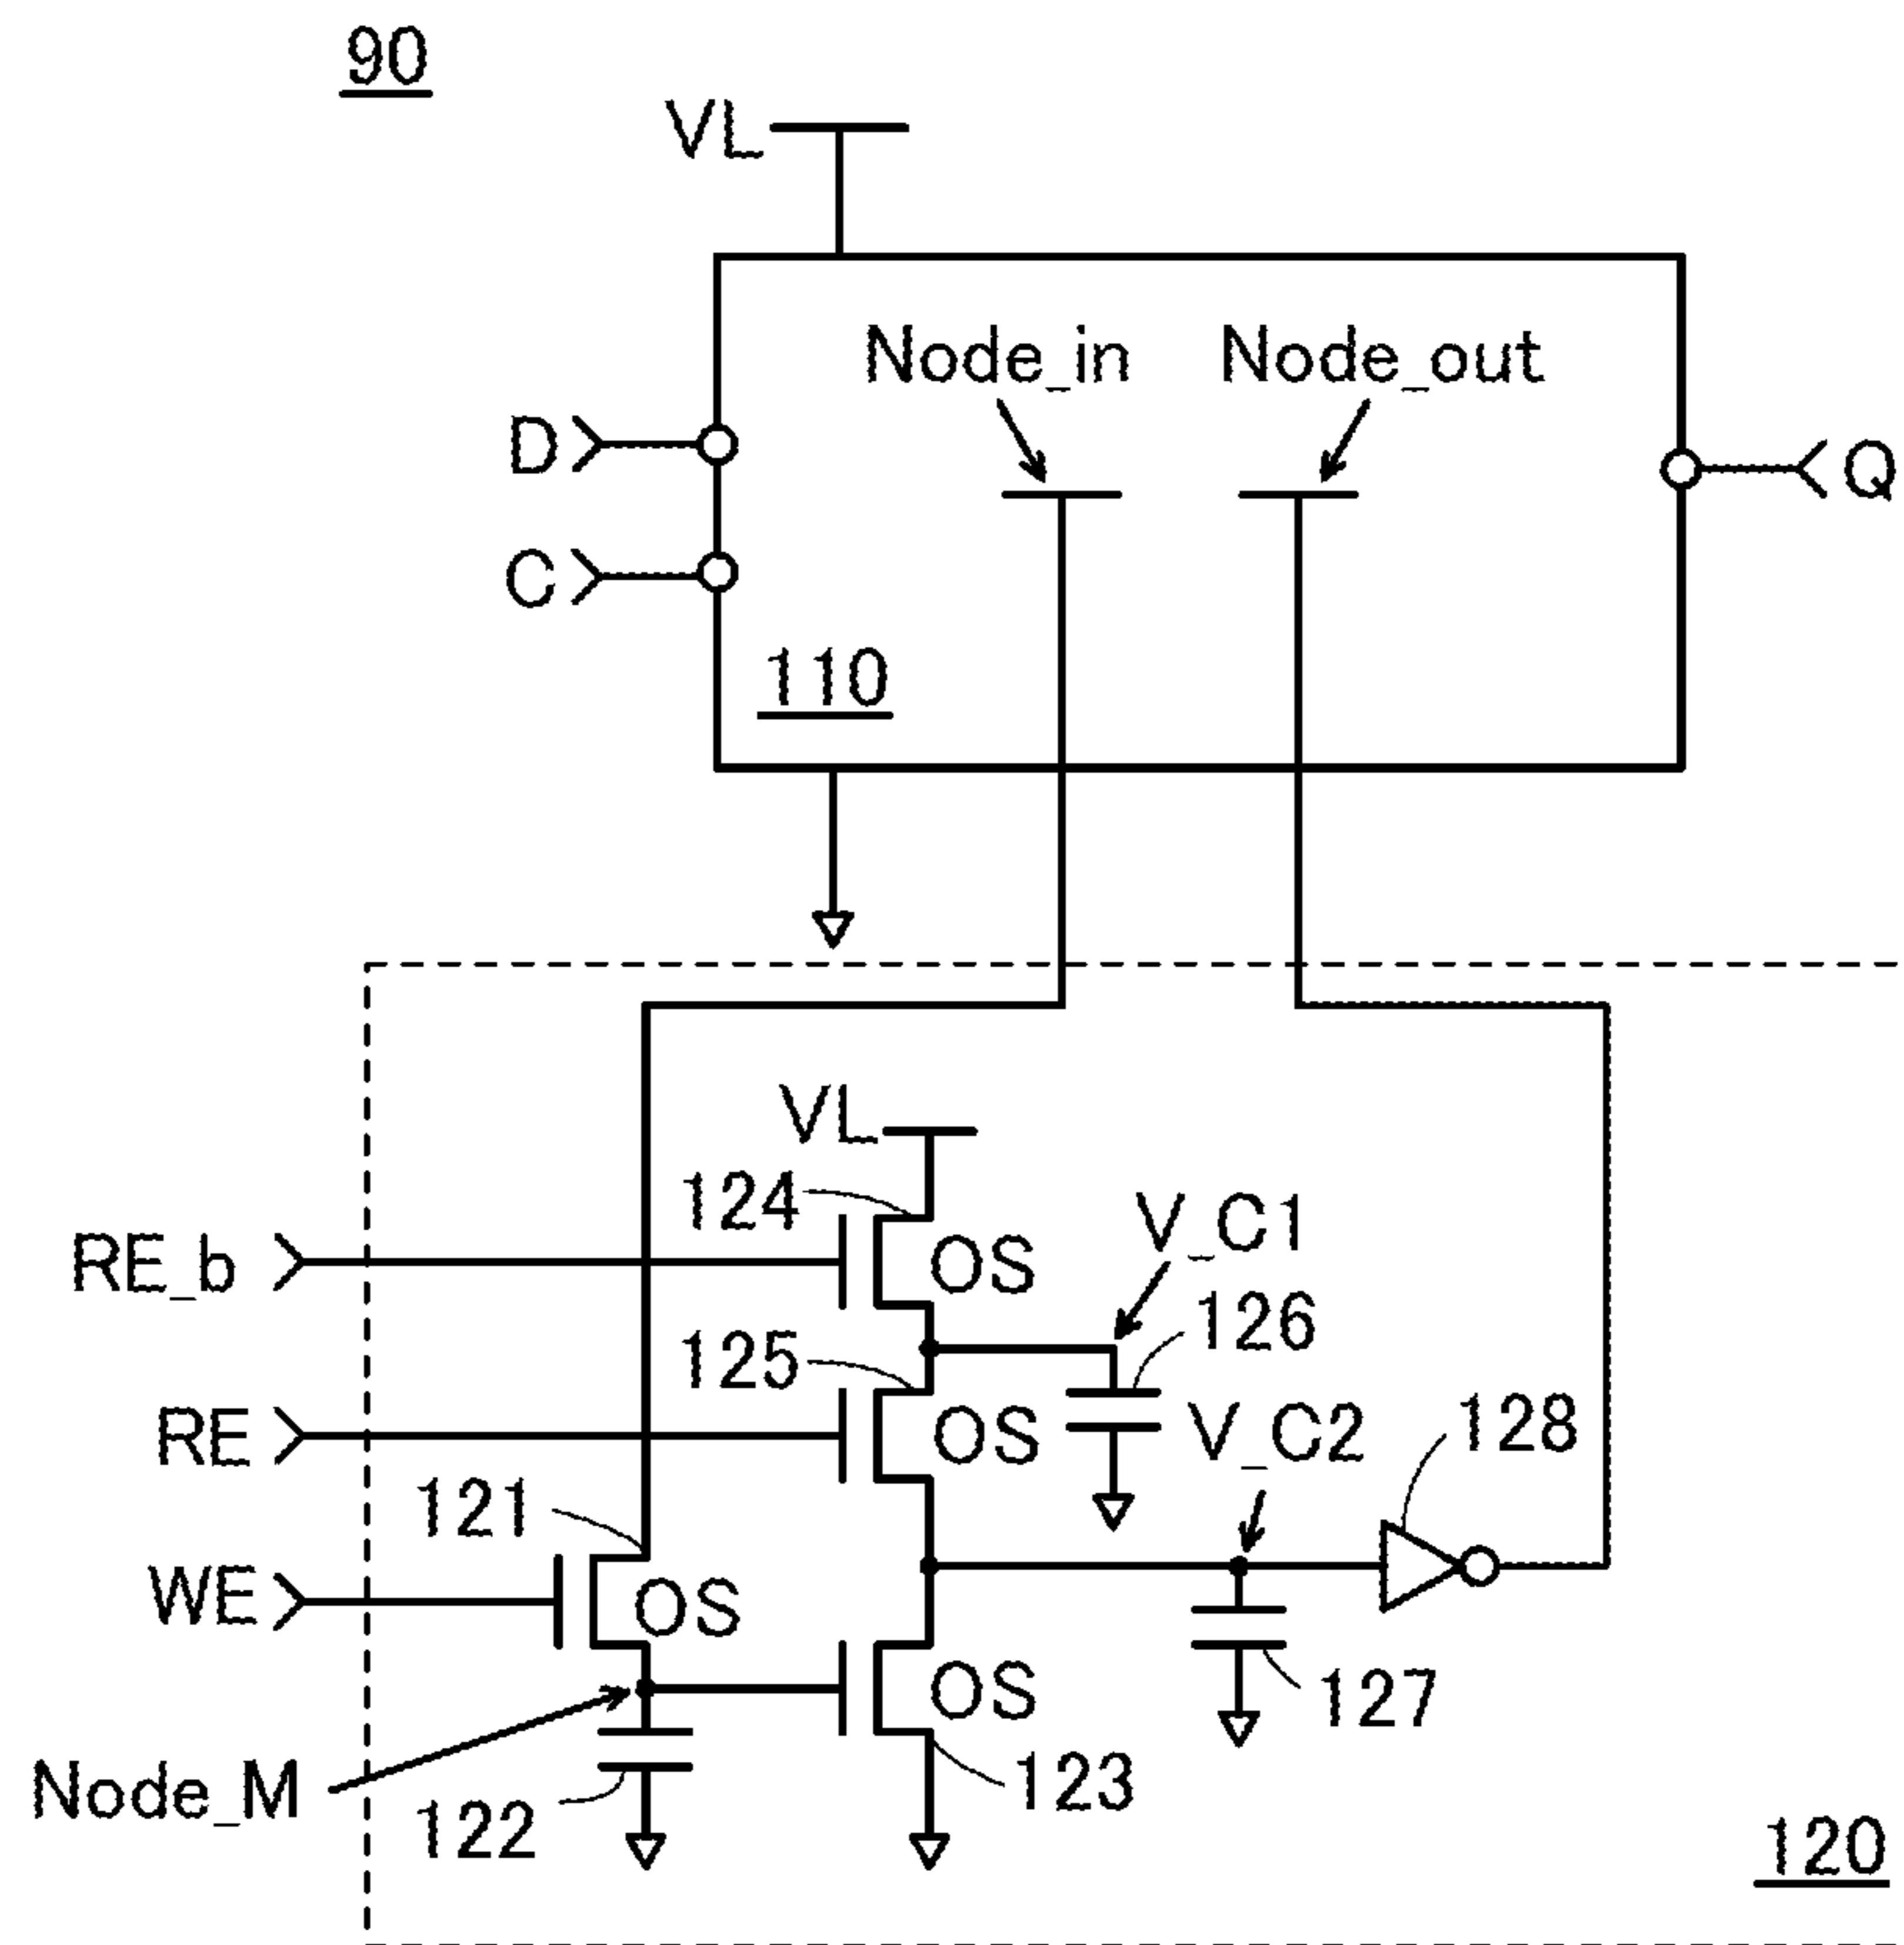 90
VL
Node_in Node_out
D
Q
C
110
VL
124
V_C1
RE_b
OS
126
125
RE
OS
V_C2
128
121
WE
OS
OS
127
Node_M
122
123
120